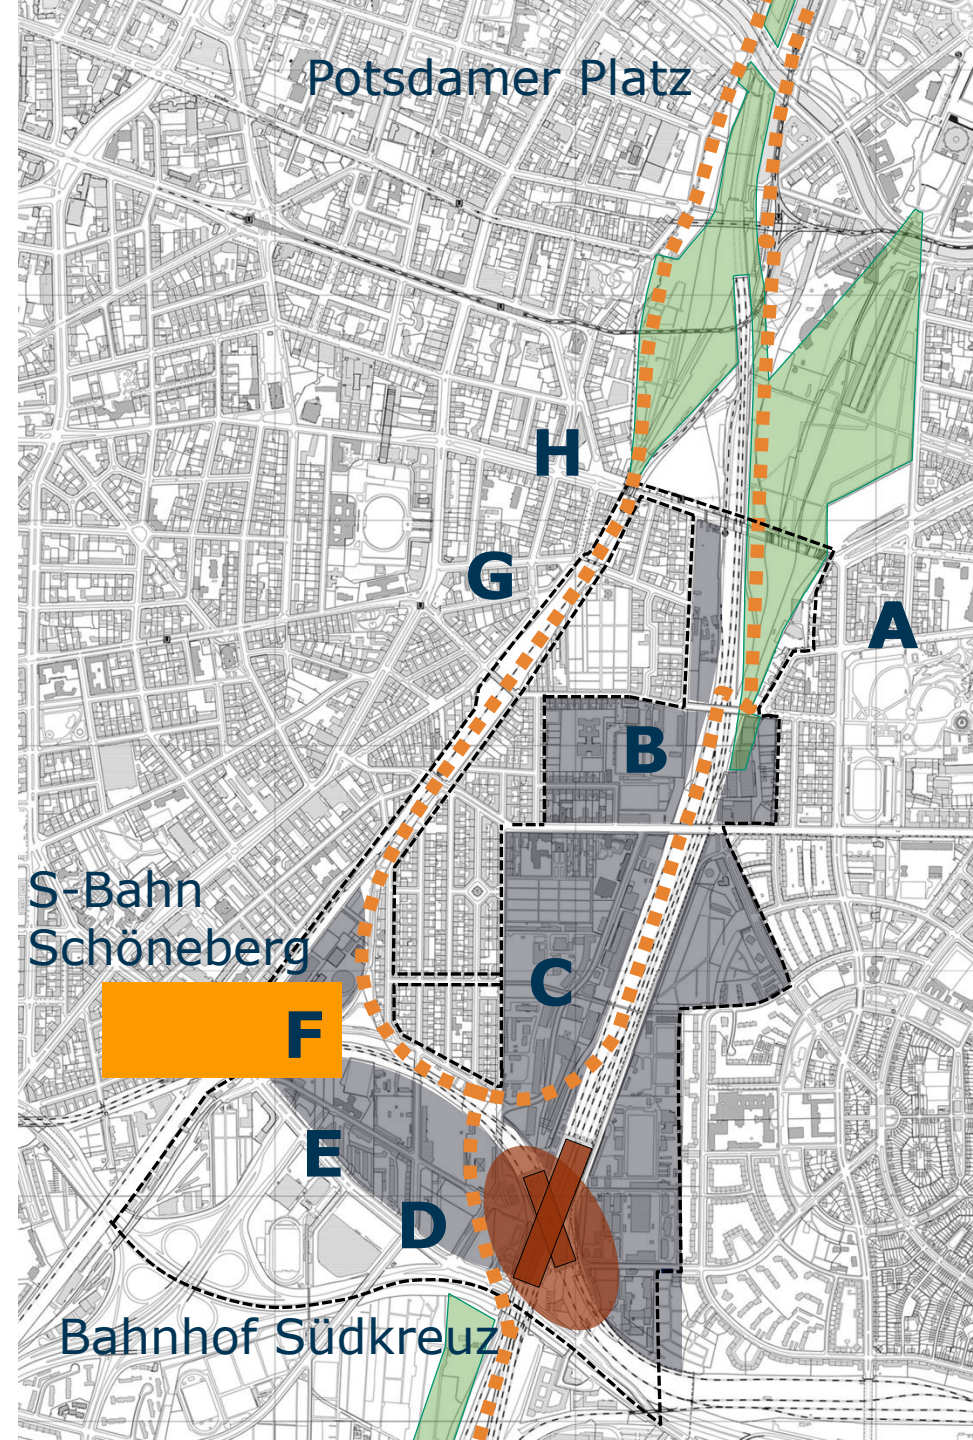 Potsdamer Platz
H
G
A
B
S-Bahn
Schöneberg
C
F
E
D
Bahnhof Südkreuz